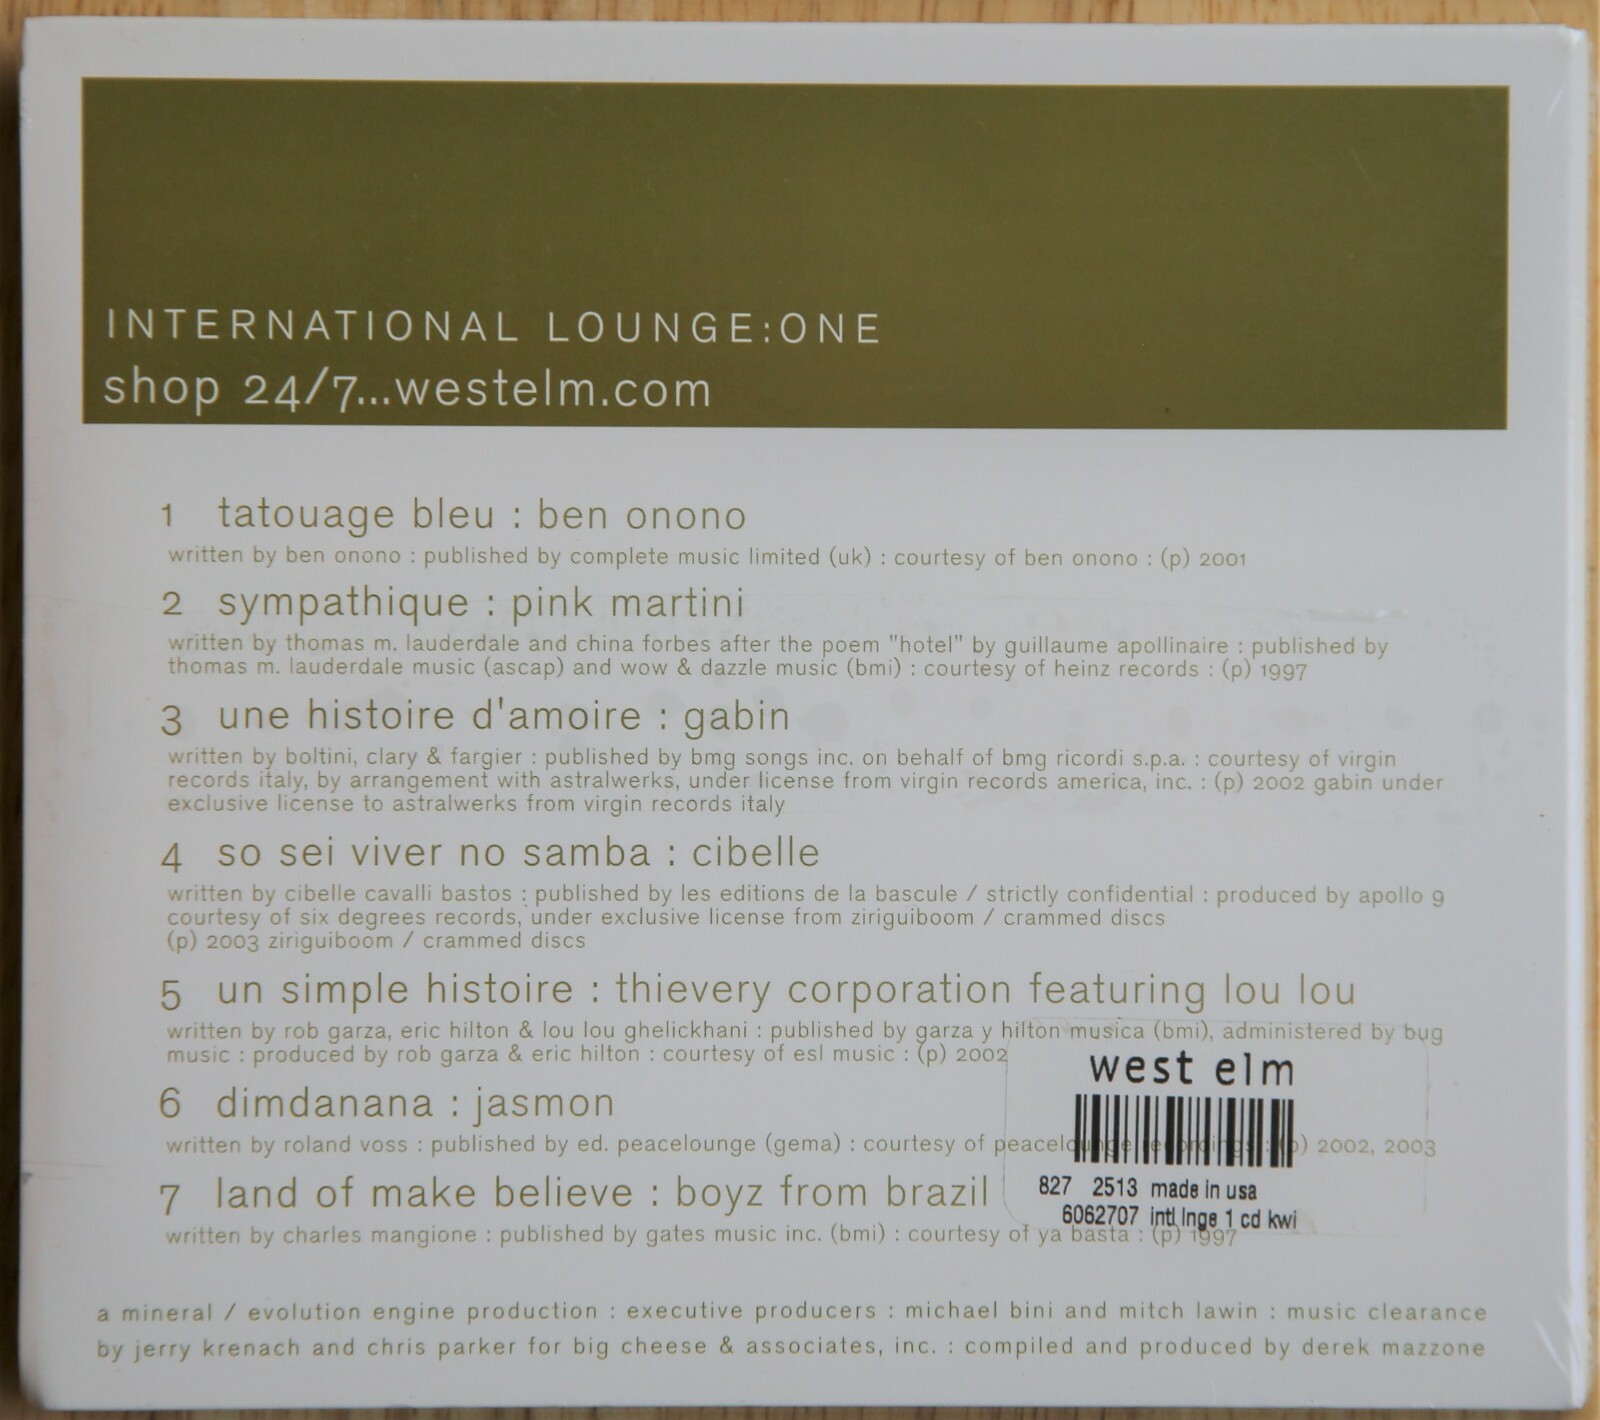 INTERNATIONAL LOUNGE:ONE
shop 24/7...westelm.com
1 tatouage bleu : ben onono
written by ben onono : published by complete music limited (uk) : courtesy of ben onono : (p) 2001
2 sympathique : pink martini
written by thomas m. lauderdale and china forbes after the poem "hotel" by guillaume apollinaire : published by
thomas m. lauderdale music (ascap) and wow & dazzle music (bmi) : courtesy of heinz records : (p) 1997
3 une histoire d'amoire : gabin
written by boltini, clary & fargier : published by bmg songs inc. on behalf of bmg ricordi s.p.a. : courtesy of virgin
records italy, by arrangement with astralwerks, under license from virgin records america, inc. : (p) 2002 gabin under
exclusive license to astralwerks from virgin records italy
4 so sei viver no samba : cibelle
written by cibelle cavalli bastos : published by les editions de la bascule / strictly confidential : produced by apollo 9
courtesy of six degrees records, under exclusive license from ziriguiboom / crammed discs
(p) 2003 ziriguiboom / crammed discs
5 un simple histoire : thievery corporation featuring lou lou
written by rob garza, eric hilton & lou lou ghelickhani : published by garza y hilton musica (bmi), administered by bug
music : produced by rob garza & eric hilton : courtesy of esl music : (p) 2002
west elm
6 dimdanana : jasmon
written by roland voss : published by ed. peacelounge (gema) : courtesy of peacelounge recordings : (p) 2002, 2003
7 land of make believe : boyz from brazil
827 2513 made in usa
6062707 intl lnge 1 cd kwi
written by charles mangione : published by gates music inc. (bmi) : courtesy of ya basta : (p) 1997
a mineral / evolution engine production : executive producers : michael bini and mitch lawin : music clearance
by jerry krenach and chris parker for big cheese & associates, inc. : compiled and produced by derek mazzone